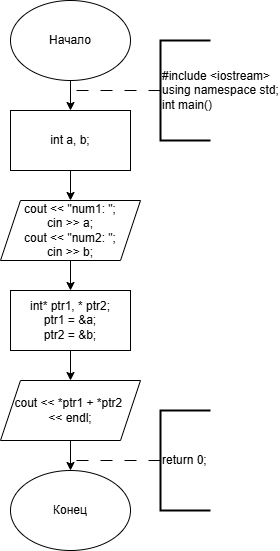 Начало
#include <iostream>
using namespace std;
int main()
int a, b;
cout << "num1: ";
cin >> a;
cout << "num2: ";
cin >> b;
int* ptr1, * ptr2;
ptr1 = &a;
ptr2 = &b;
cout << *ptr1 + *ptr2
<< endl;
return 0;
Конец